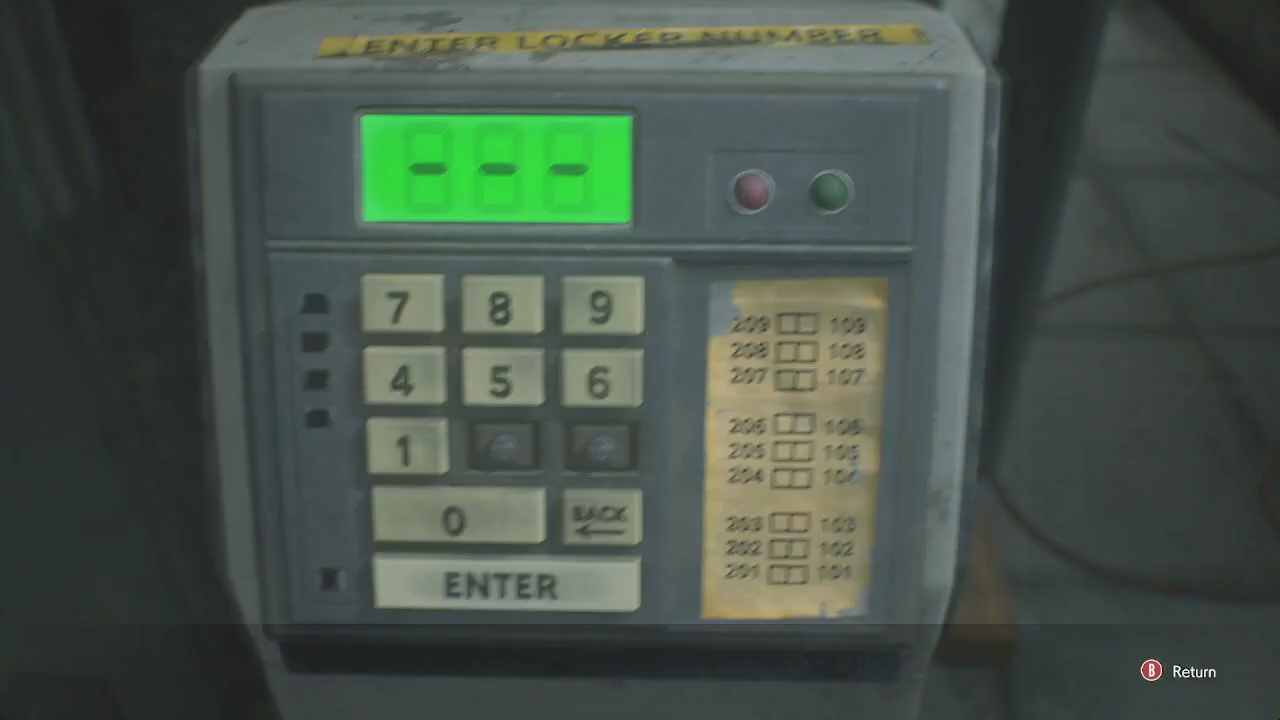 ENTER LOCKER NUMBER
- - -
7 8 9
4 5 6
1
0 BACK
ENTER
209 109
208 108
207 107
206 106
205 105
204 104
203 103
202 102
201 101
B Return